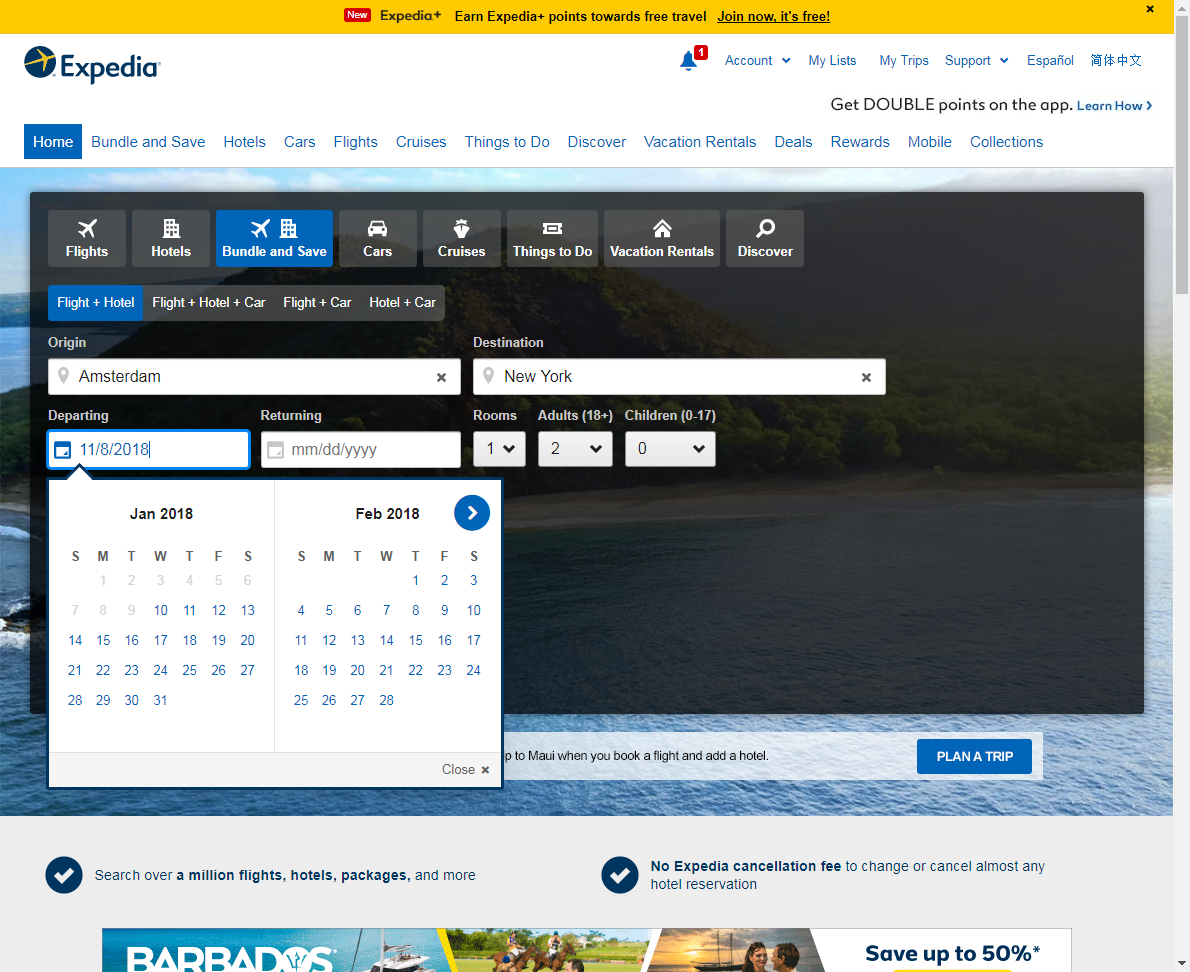 New Expedia+ Earn Expedia+ points towards free travel Join now, it's free!
Expedia
1 Account My Lists My Trips Support Español 简体中文
Get DOUBLE points on the app. Learn How
Home Bundle and Save Hotels Cars Flights Cruises Things to Do Discover Vacation Rentals Deals Rewards Mobile Collections
Flights Hotels Bundle and Save Cars Cruises Things to Do Vacation Rentals Discover
Flight + Hotel Flight + Hotel + Car Flight + Car Hotel + Car
Origin Destination
Amsterdam New York
Departing Returning Rooms Adults (18+) Children (0-17)
11/8/2018 mm/dd/yyyy 1 2 0
Jan 2018 Feb 2018
S M T W T F S S M T W T F S
1 2 3 4 5 6 1 2 3
7 8 9 10 11 12 13 4 5 6 7 8 9 10
14 15 16 17 18 19 20 11 12 13 14 15 16 17
21 22 23 24 25 26 27 18 19 20 21 22 23 24
28 29 30 31 25 26 27 28
p to Maui when you book a flight and add a hotel. PLAN A TRIP
Close
Search over a million flights, hotels, packages, and more
No Expedia cancellation fee to change or cancel almost any
hotel reservation
BARBADOS Save up to 50%*